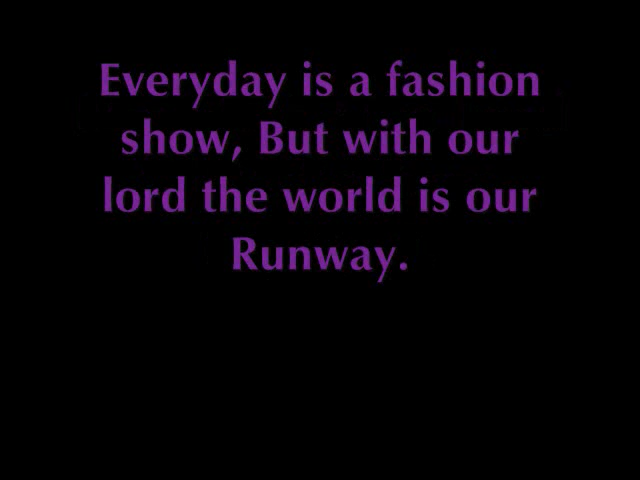 Everyday is a fashion
show, But with our
lord the world is our
Runway.